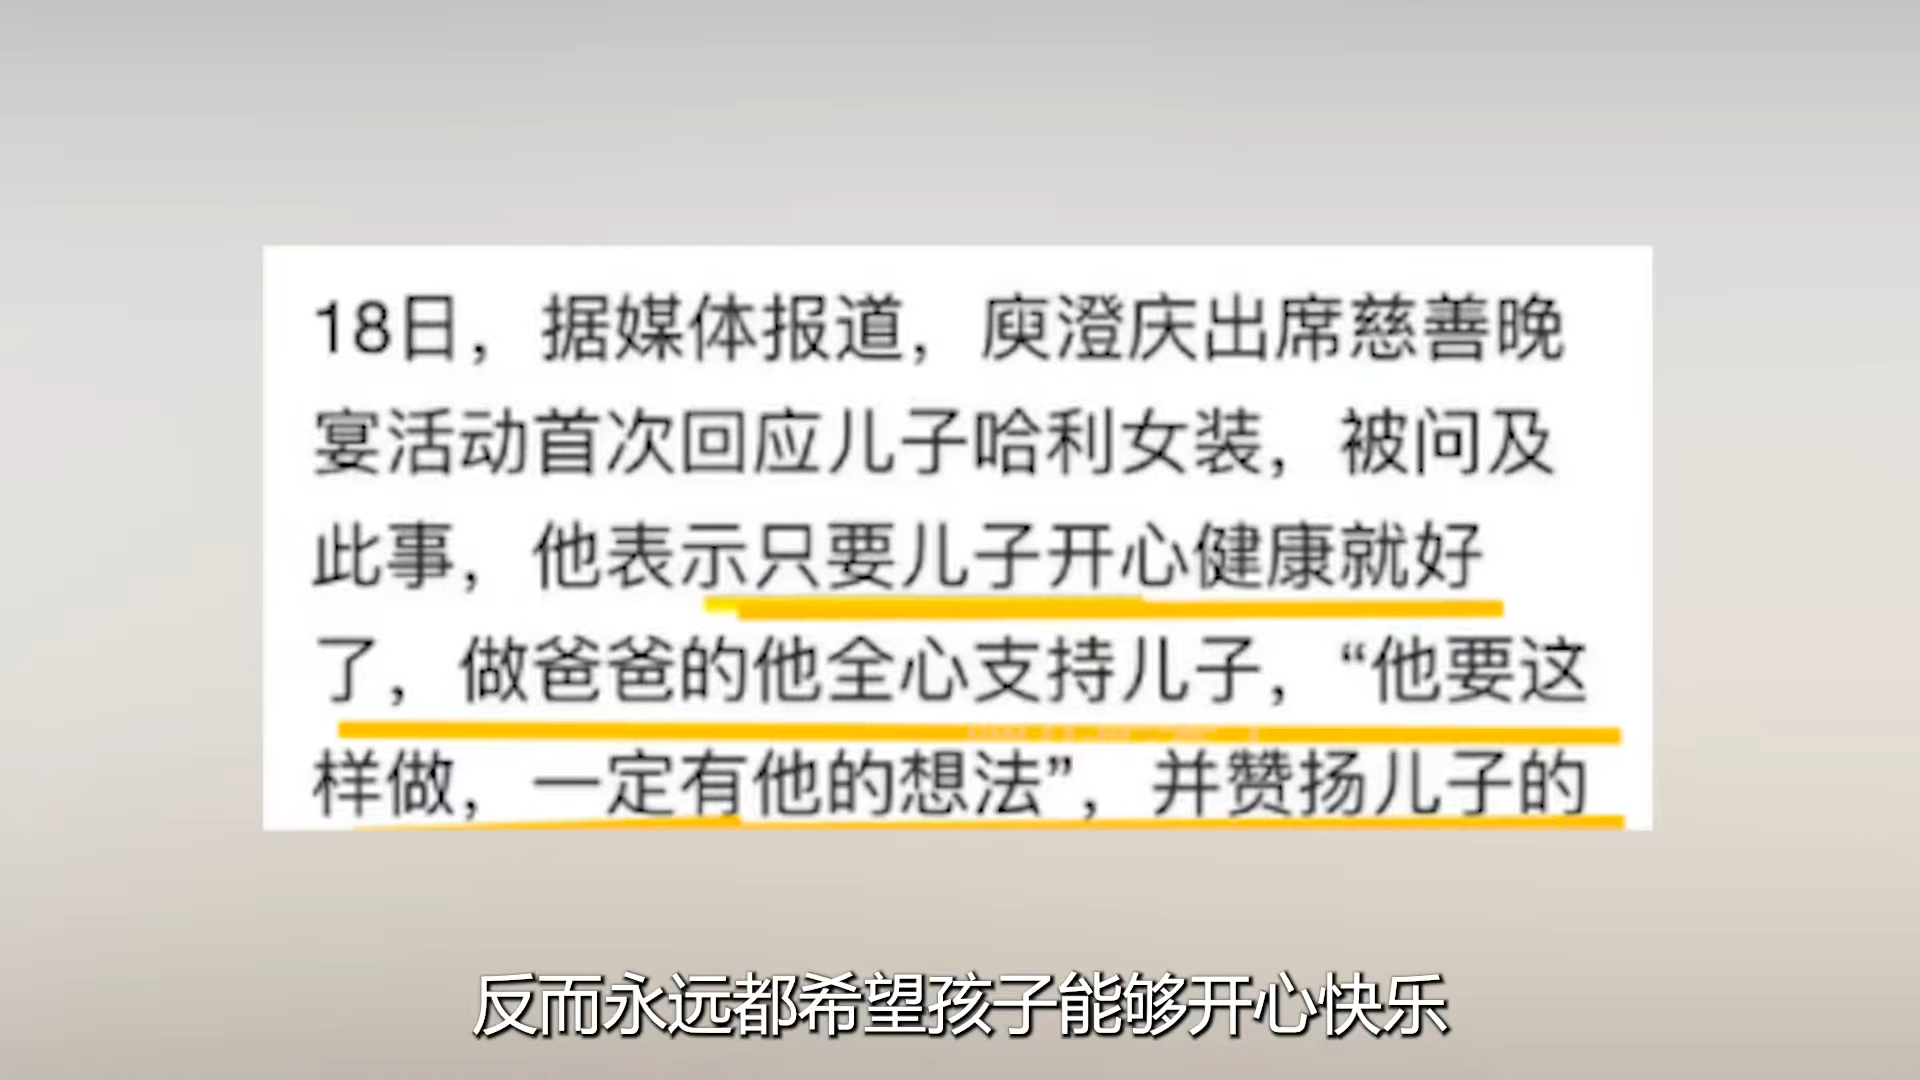 18日，据媒体报道，庾澄庆出席慈善晚
宴活动首次回应儿子哈利女装，被问及
此事，他表示只要儿子开心健康就好
了，做爸爸的他全心支持儿子，“他要这
样做，一定有他的想法”，并赞扬儿子的
反而永远都希望孩子能够开心快乐